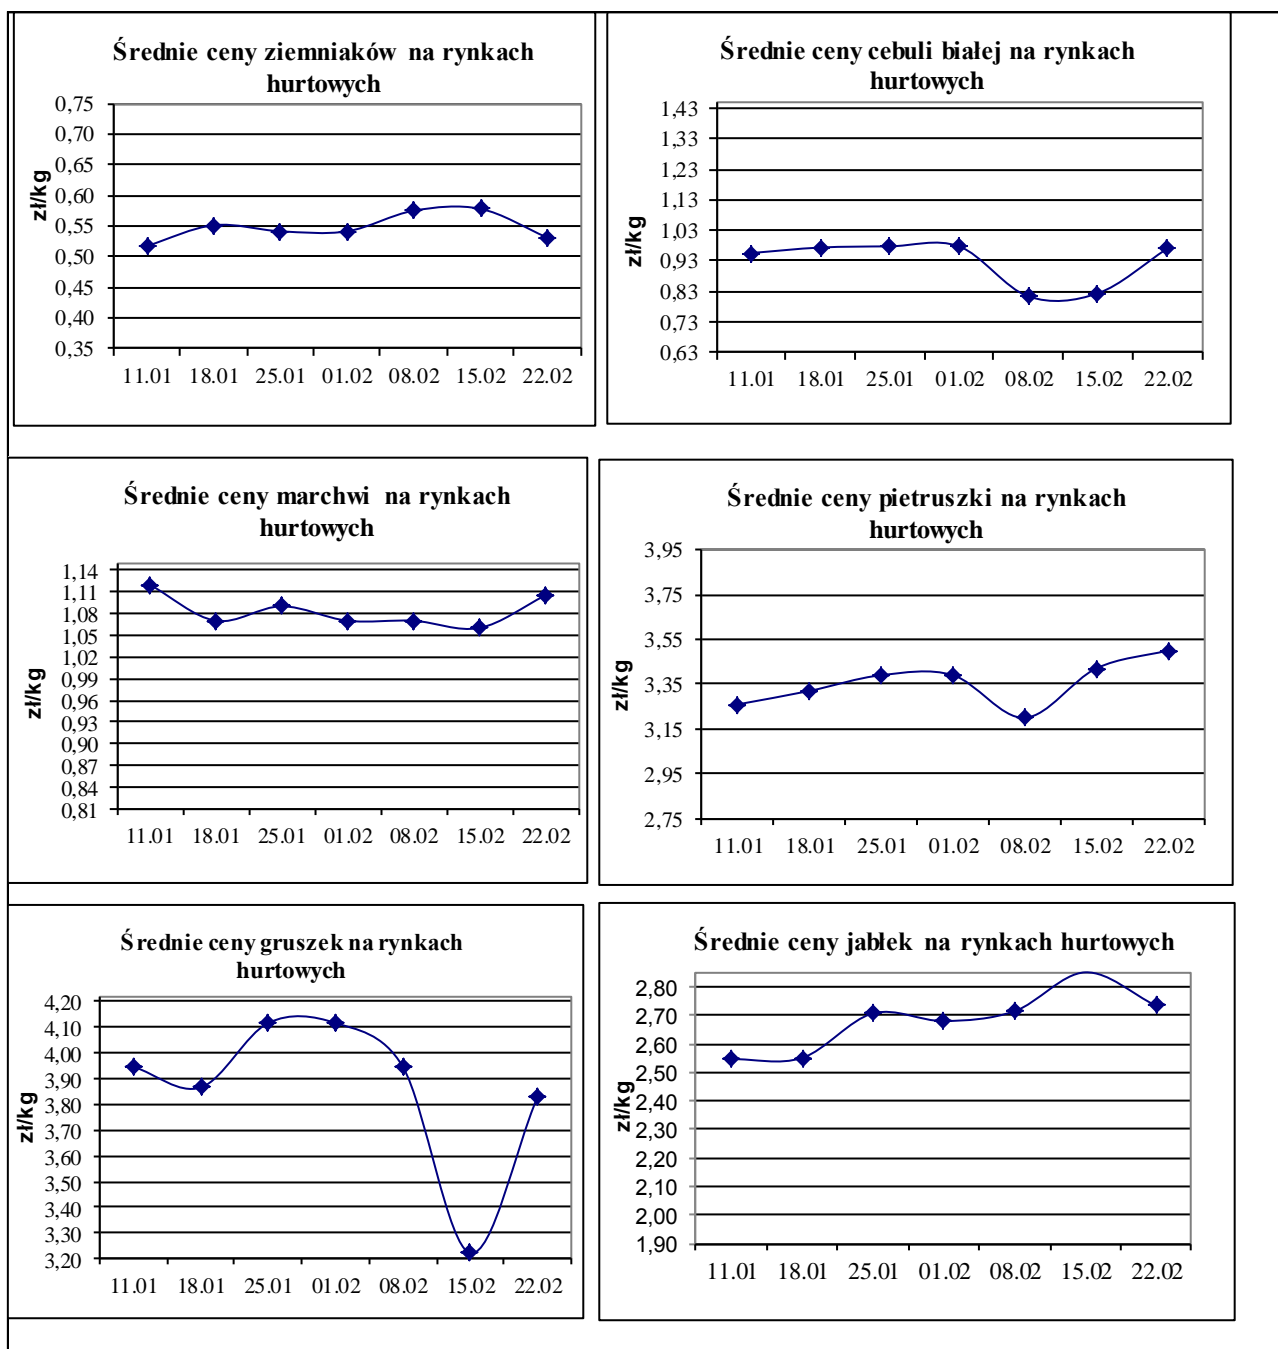 Średnie ceny ziemniaków na rynkach
hurtowych
0,75
0,70
0,65
0,60
0,55
0,50
0,45
0,40
0,35
zł/kg
11.01 18.01 25.01 01.02 08.02 15.02 22.02
Średnie ceny cebuli białej na rynkach
hurtowych
1,43
1,33
1,23
1,13
1,03
0,93
0,83
0,73
0,63
zł/kg
11.01 18.01 25.01 01.02 08.02 15.02 22.02
Średnie ceny marchwi na rynkach
hurtowych
1,14
1,11
1,08
1,05
1,02
0,99
0,96
0,93
0,90
0,87
0,84
0,81
zł/kg
11.01 18.01 25.01 01.02 08.02 15.02 22.02
Średnie ceny pietruszki na rynkach
hurtowych
3,95
3,75
3,55
3,35
3,15
2,95
2,75
zł/kg
11.01 18.01 25.01 01.02 08.02 15.02 22.02
Średnie ceny gruszek na rynkach
hurtowych
4,20
4,10
4,00
3,90
3,80
3,70
3,60
3,50
3,40
3,30
3,20
zł/kg
11.01 18.01 25.01 01.02 08.02 15.02 22.02
Średnie ceny jabłek na rynkach hurtowych
2,80
2,70
2,60
2,50
2,40
2,30
2,20
2,10
2,00
1,90
zł/kg
11.01 18.01 25.01 01.02 08.02 15.02 22.02